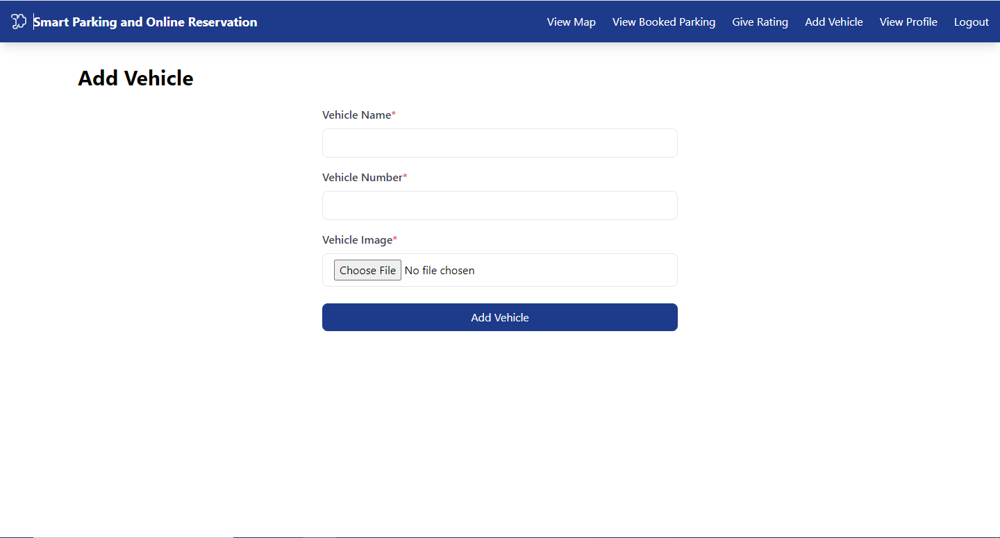 Smart Parking and Online Reservation View Map View Booked Parking Give Rating Add Vehicle View Profile Logout
Add Vehicle
Vehicle Name*
Vehicle Number*
Vehicle Image*
Choose File No file chosen
Add Vehicle